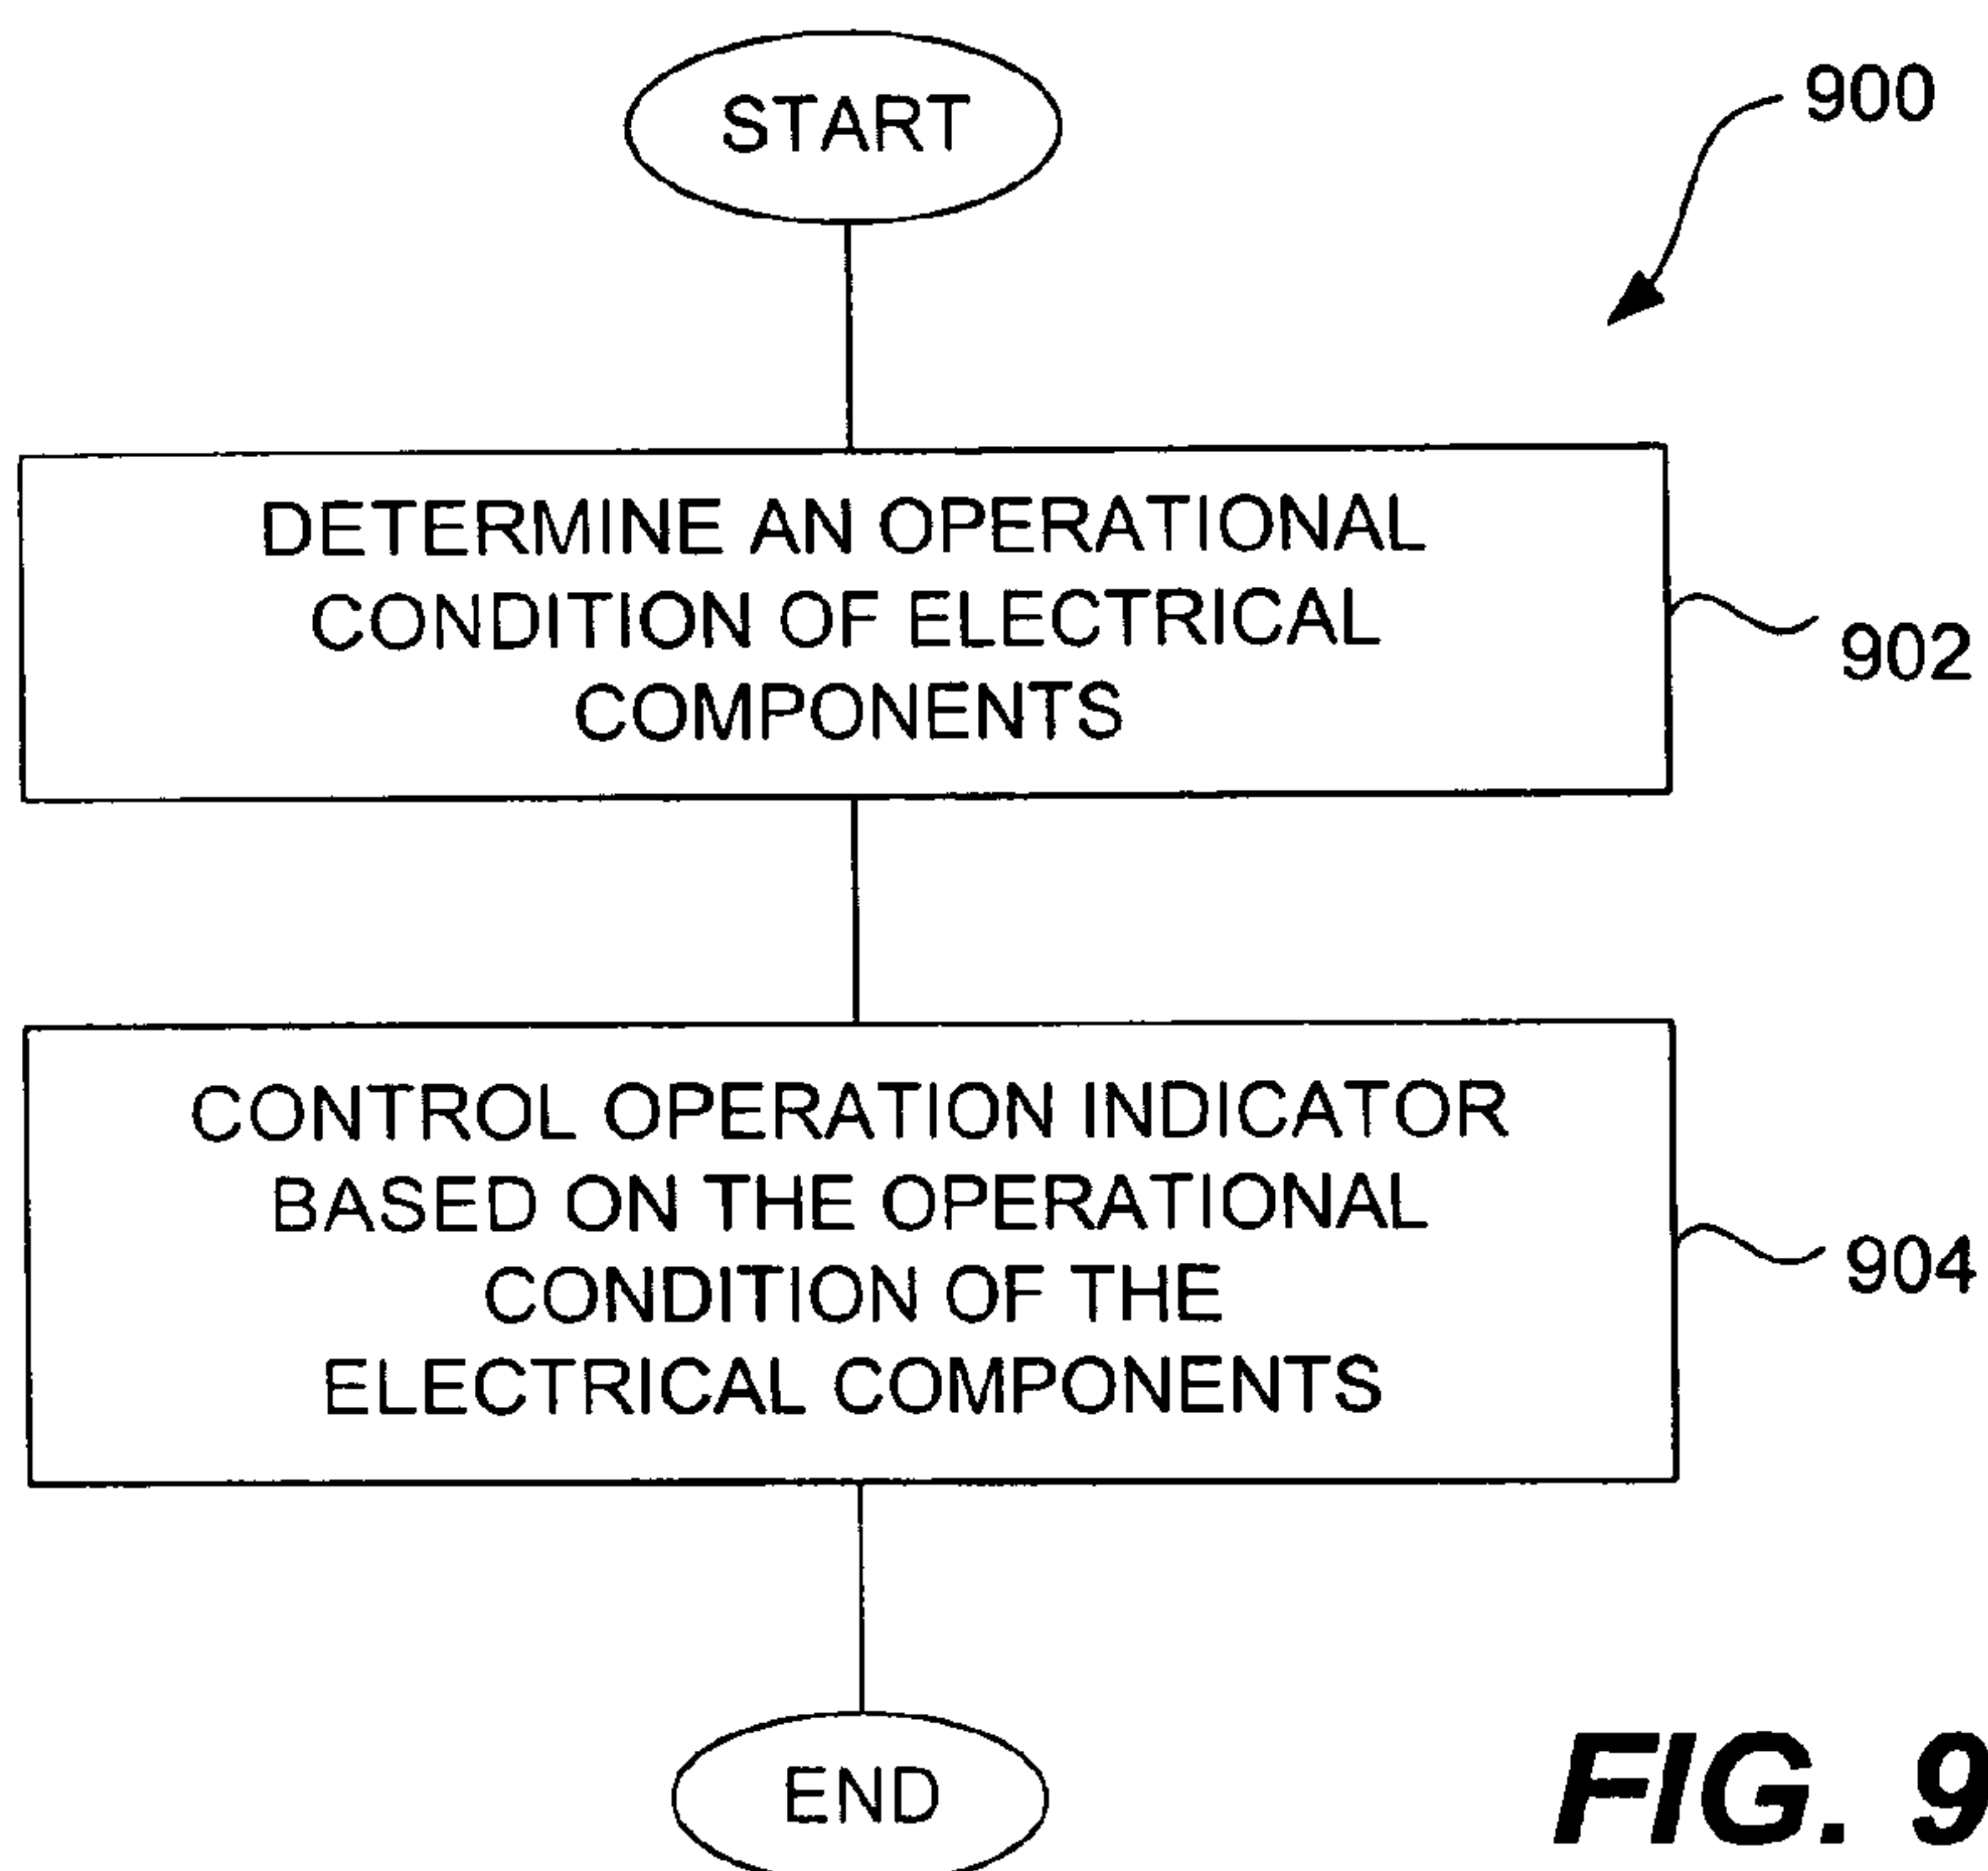 START
900
DETERMINE AN OPERATIONAL
CONDITION OF ELECTRICAL
COMPONENTS
902
CONTROL OPERATION INDICATOR
BASED ON THE OPERATIONAL
CONDITION OF THE
ELECTRICAL COMPONENTS
904
END
FIG. 9